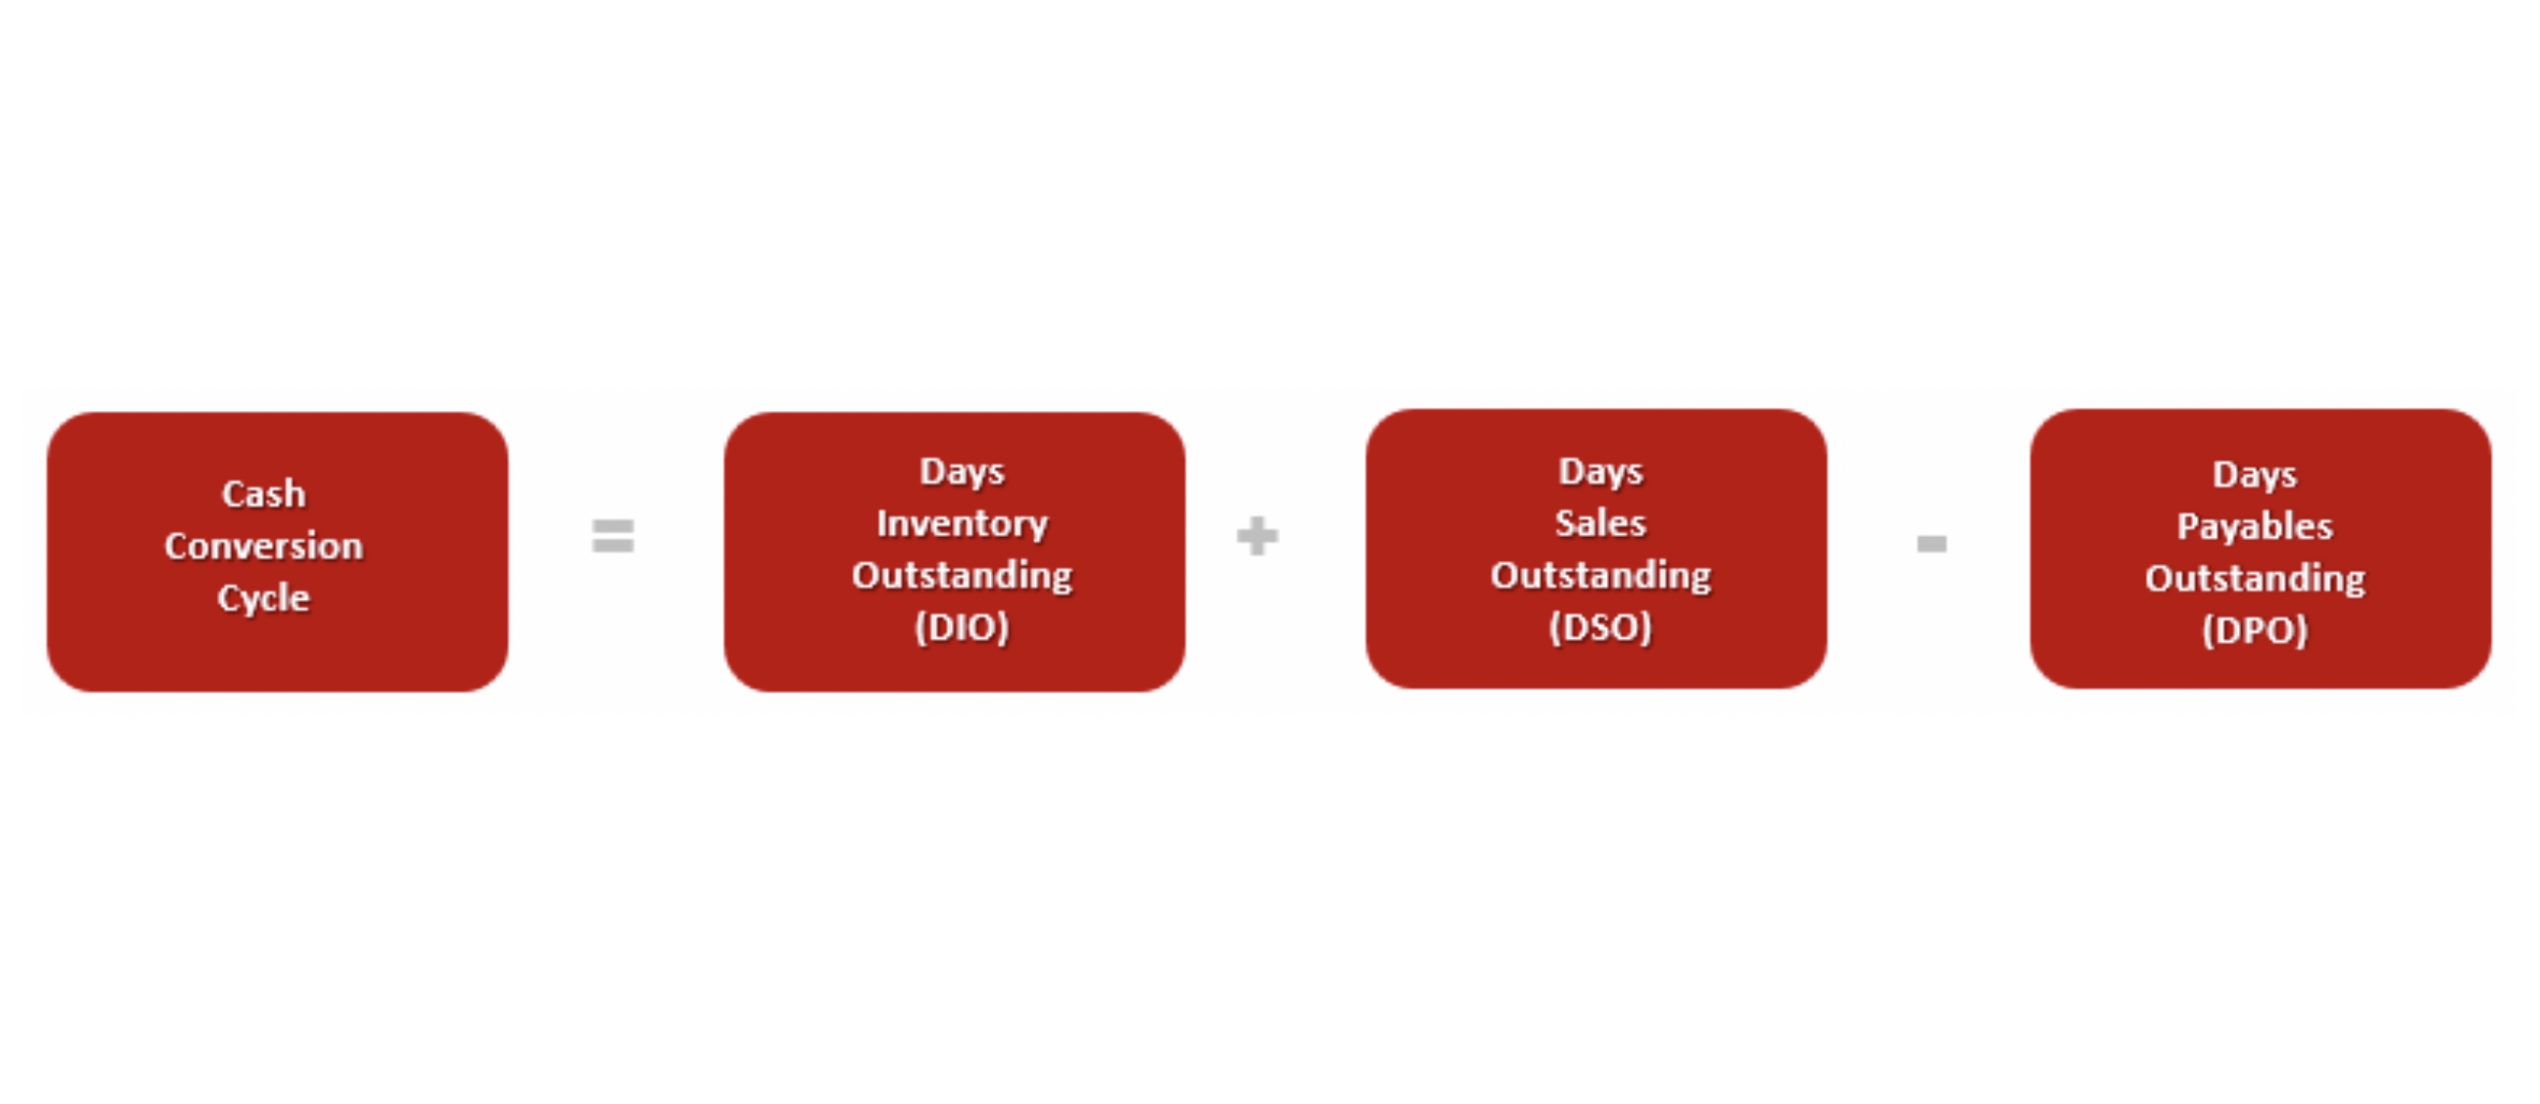 Cash
Conversion
Cycle
=
Days
Inventory
Outstanding
(DIO)
+
Days
Sales
Outstanding
(DSO)
-
Days
Payables
Outstanding
(DPO)